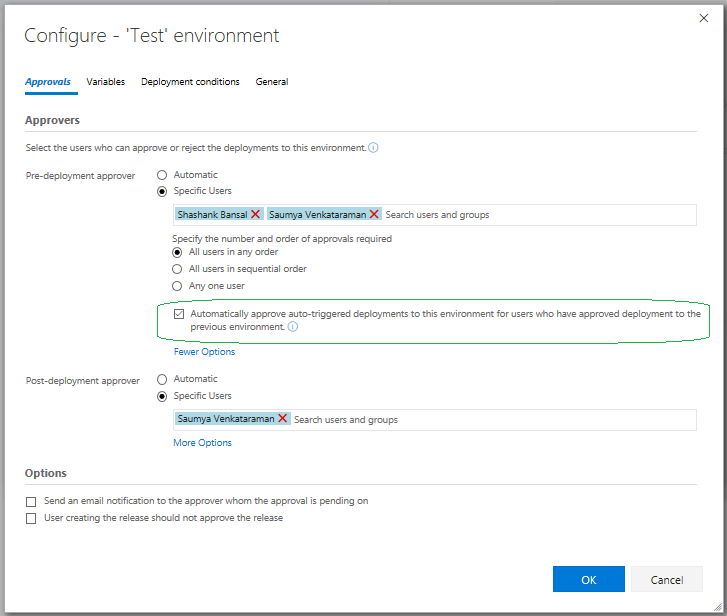 Configure - 'Test' environment
Approvals Variables Deployment conditions General
Approvers
Select the users who can approve or reject the deployments to this environment.
Pre-deployment approver
Automatic
Specific Users
Shashank Bansal Saumya Venkataraman Search users and groups
Specify the number and order of approvals required
All users in any order
All users in sequential order
Any one user
Automatically approve auto-triggered deployments to this environment for users who have approved deployment to the
previous environment.
Fewer Options
Post-deployment approver
Automatic
Specific Users
Saumya Venkataraman Search users and groups
More Options
Options
Send an email notification to the approver whom the approval is pending on
User creating the release should not approve the release
OK Cancel